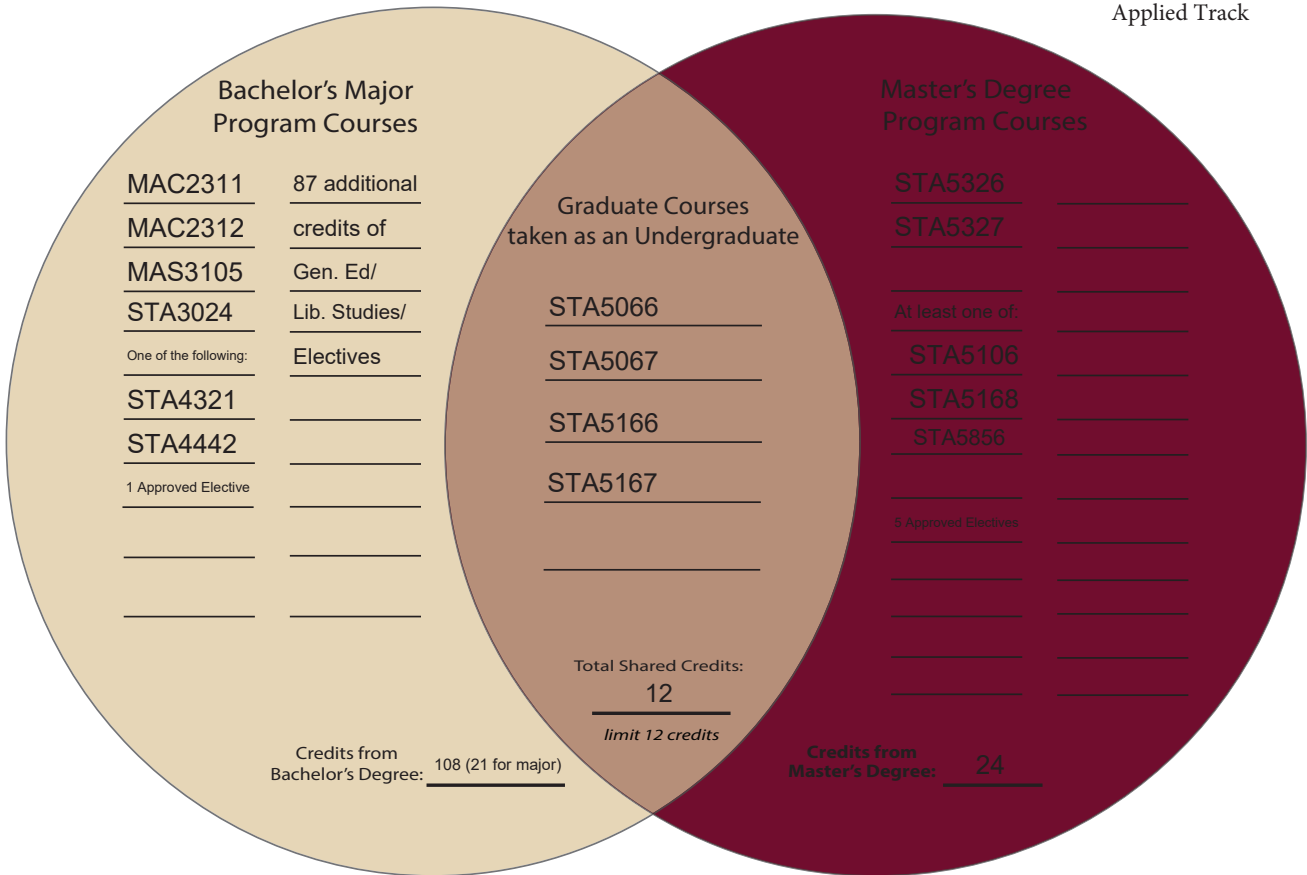 Applied Track
Bachelor's Major
Program Courses
MAC2311
MAC2312
MAS3105
STA3024
One of the following:
STA4321
STA4442
1 Approved Elective
87 additional
credits of
Gen. Ed/
Lib. Studies/
Electives
Credits from
Bachelor's Degree: 108 (21 for major)
Graduate Courses
taken as an Undergraduate
STA5066
STA5067
STA5166
STA5167
Total Shared Credits:
12
limit 12 credits
Master's Degree
Program Courses
STA5326
STA5327
At least one of:
STA5106
STA5168
STA5856
5 Approved Electives
Credits from
Master's Degree: 24